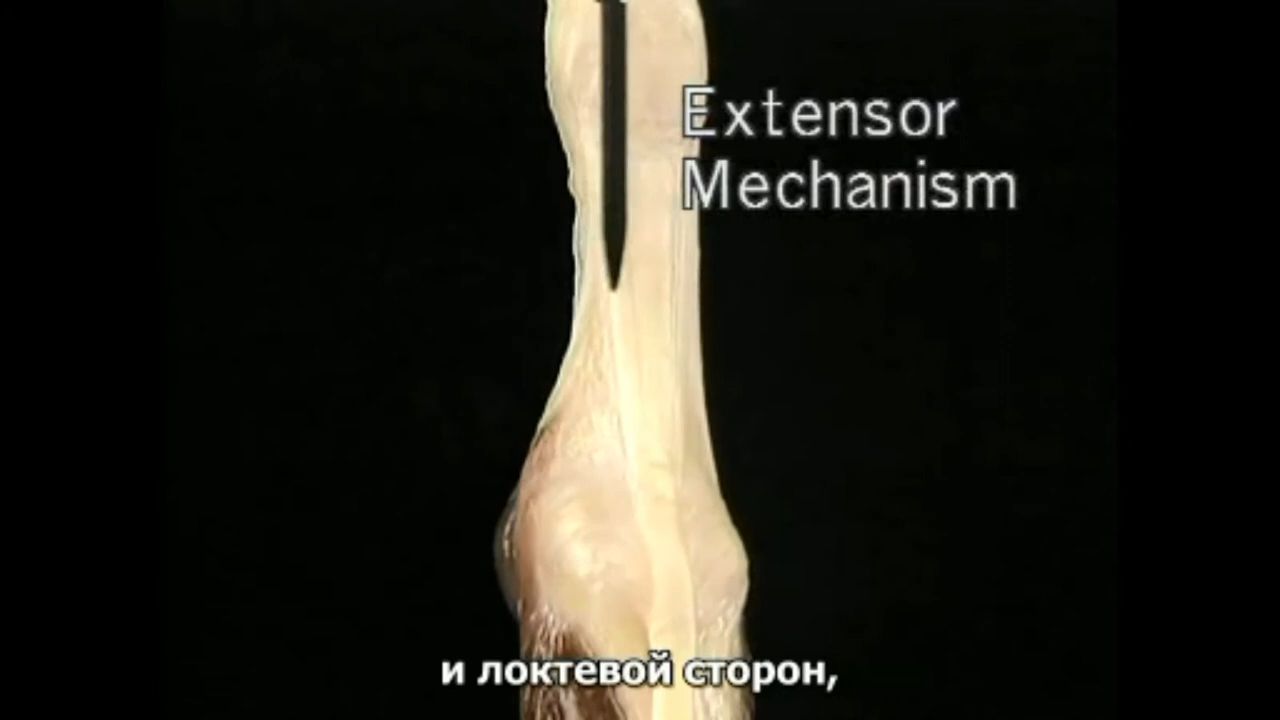 Extensor
Mechanism
и локтевой сторон,